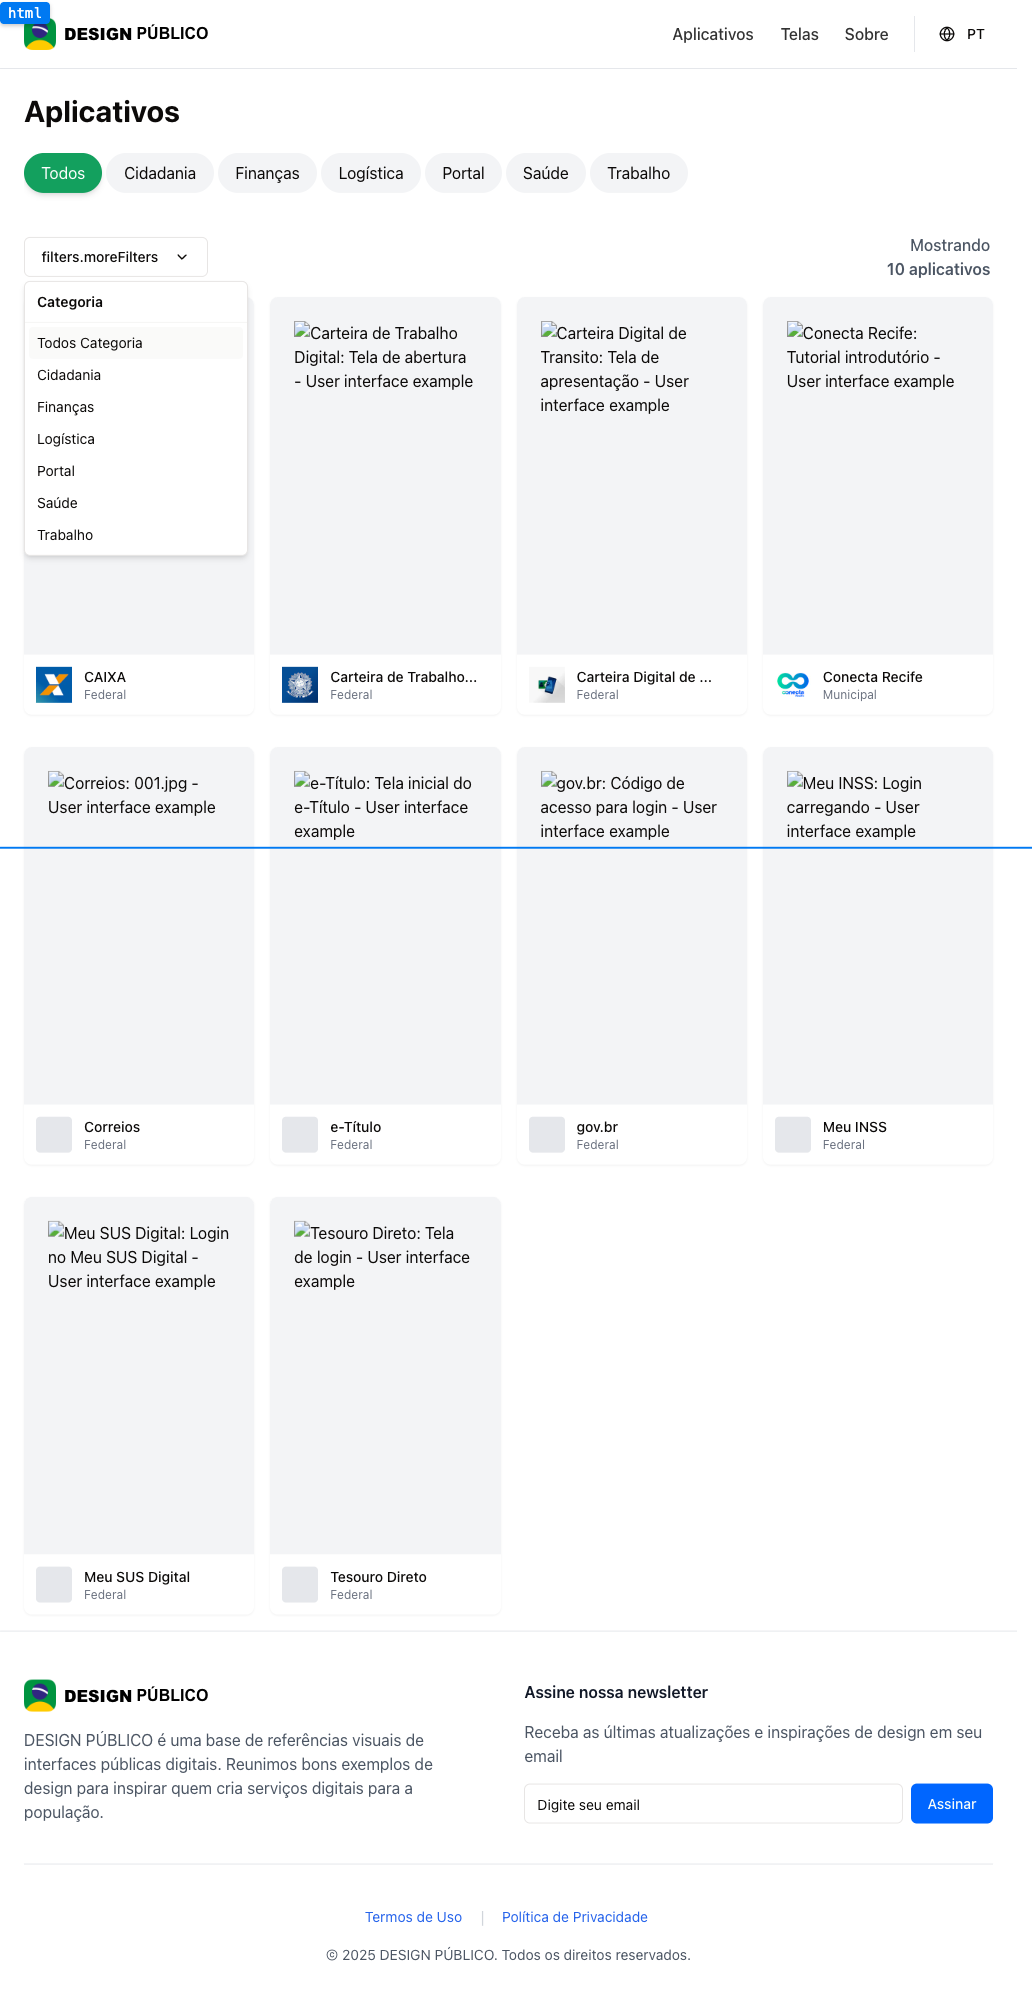 html
DESIGN PÚBLICO
Aplicativos
Telas
Sobre
PT
Aplicativos
Todos
Cidadania
Finanças
Logística
Portal
Saúde
Trabalho
filters.moreFilters
Mostrando
10 aplicativos
Categoria
Todos Categoria
Cidadania
Finanças
Logística
Portal
Saúde
Trabalho
Carteira de Trabalho
Digital: Tela de abertura
- User interface example
Carteira Digital de
Transito: Tela de
apresentação - User
interface example
Conecta Recife:
Tutorial introdutório -
User interface example
CAIXA
Federal
Carteira de Trabalho...
Federal
Carteira Digital de ...
Federal
conecta
Conecta Recife
Municipal
Correios: 001.jpg -
User interface example
e-Título: Tela inicial do
e-Título - User interface
example
gov.br: Código de
acesso para login - User
interface example
Meu INSS: Login
carregando - User
interface example
Correios
Federal
e-Título
Federal
gov.br
Federal
Meu INSS
Federal
Meu SUS Digital: Login
no Meu SUS Digital -
User interface example
Tesouro Direto: Tela
de login - User interface
example
Meu SUS Digital
Federal
Tesouro Direto
Federal
DESIGN PÚBLICO
DESIGN PÚBLICO é uma base de referências visuais de
interfaces públicas digitais. Reunimos bons exemplos de
design para inspirar quem cria serviços digitais para a
população.
Assine nossa newsletter
Receba as últimas atualizações e inspirações de design em seu
email
Digite seu email
Assinar
Termos de Uso
|
Política de Privacidade
© 2025 DESIGN PÚBLICO. Todos os direitos reservados.